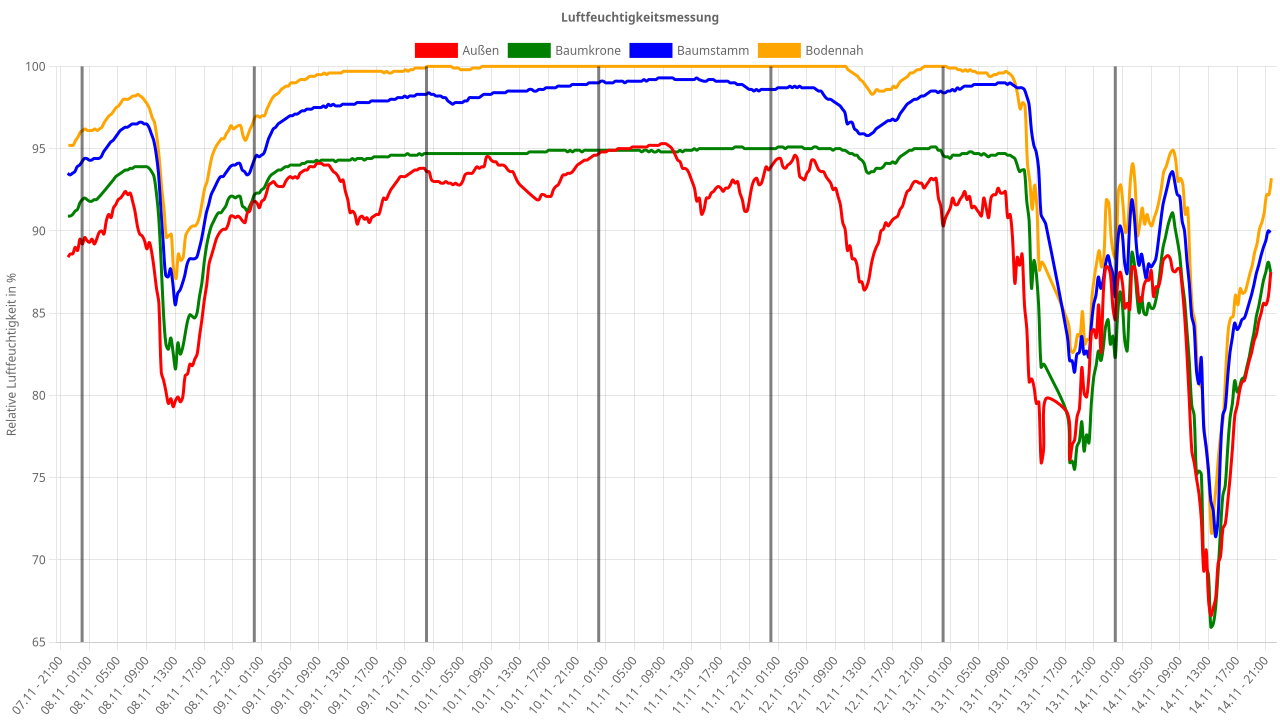 Luftfeuchtigkeitsmessung
Außen Baumkrone Baumstamm Bodennah
Relative Luftfeuchtigkeit in %
100
95
90
85
80
75
70
65
07.11 - 21:00
08.11 - 01:00
08.11 - 05:00
08.11 - 09:00
08.11 - 13:00
08.11 - 17:00
08.11 - 21:00
09.11 - 01:00
09.11 - 05:00
09.11 - 09:00
09.11 - 13:00
09.11 - 17:00
09.11 - 21:00
10.11 - 01:00
10.11 - 05:00
10.11 - 09:00
10.11 - 13:00
10.11 - 17:00
10.11 - 21:00
11.11 - 01:00
11.11 - 05:00
11.11 - 09:00
11.11 - 13:00
11.11 - 17:00
11.11 - 21:00
12.11 - 01:00
12.11 - 05:00
12.11 - 09:00
12.11 - 13:00
12.11 - 17:00
12.11 - 21:00
13.11 - 01:00
13.11 - 05:00
13.11 - 09:00
13.11 - 13:00
13.11 - 17:00
13.11 - 21:00
14.11 - 01:00
14.11 - 05:00
14.11 - 09:00
14.11 - 13:00
14.11 - 17:00
14.11 - 21:00